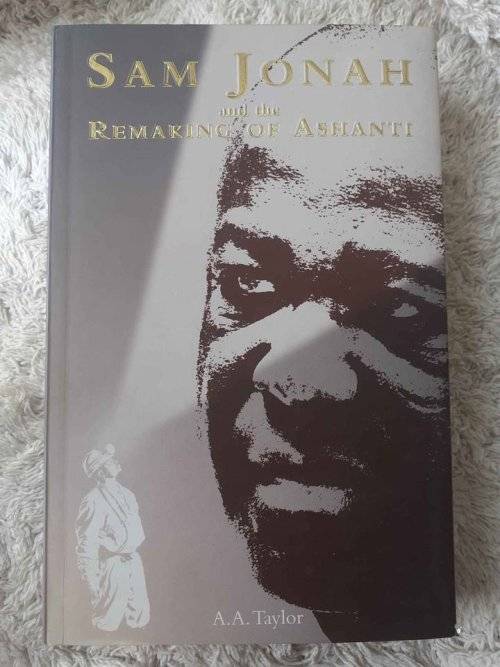 SAM JONAH
and the
REMAKING OF ASHANTI
A.A. Taylor